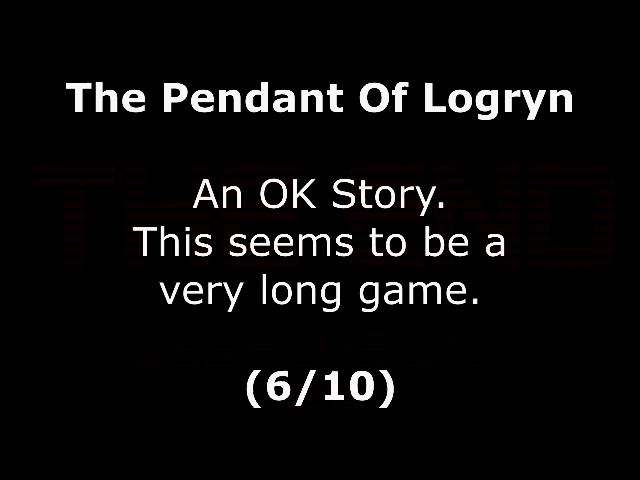 The Pendant Of Logryn
An OK Story.
This seems to be a
very long game.
(6/10)